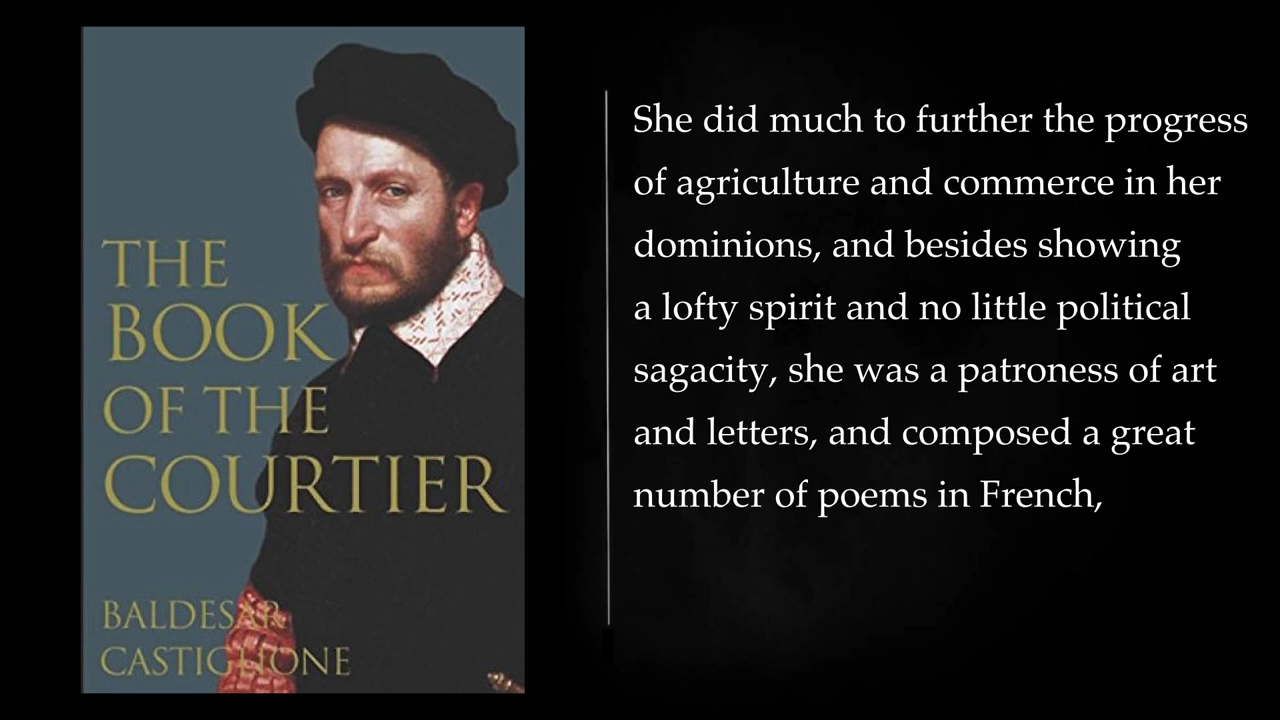 THE
BOOK
OF THE
COURTIER
BALDESAR
CASTIGLIONE
She did much to further the progress
of agriculture and commerce in her
dominions, and besides showing
a lofty spirit and no little political
sagacity, she was a patroness of art
and letters, and composed a great
number of poems in French,